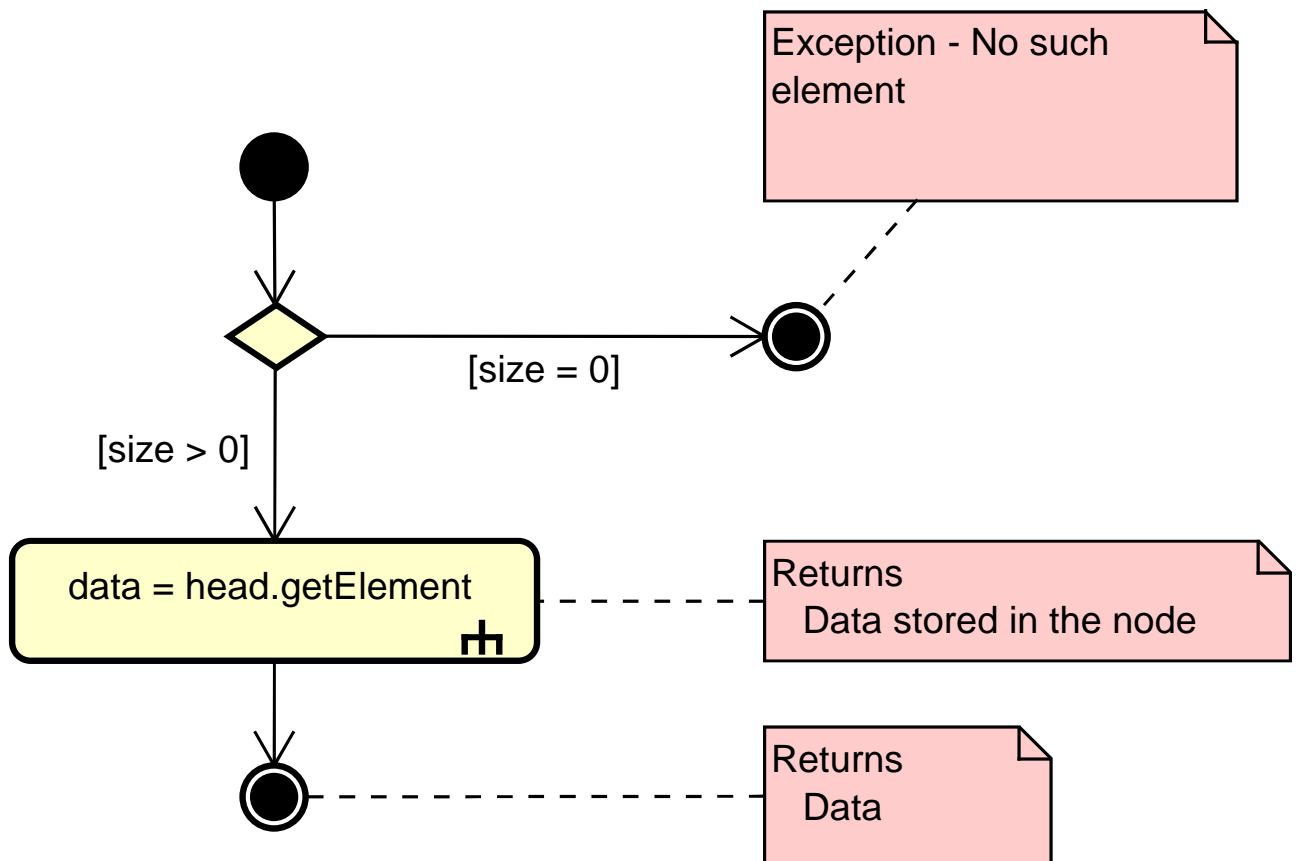 Exception - No such
element
[size = 0]
[size > 0]
data = head.getElement
Returns
Data stored in the node
Returns
Data